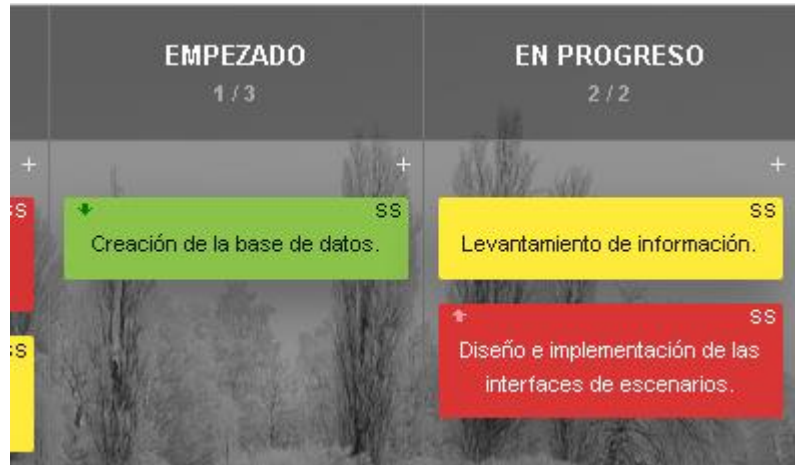 EMPEZADO
1 / 3
+
+
SS
Creación de la base de datos.
EN PROGRESO
2 / 2
+
SS
Levantamiento de información.
SS
Diseño e implementación de las
interfaces de escenarios.